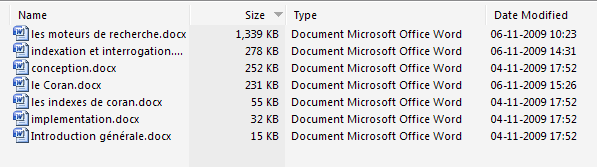 Name Size Type Date Modified
les moteurs de recherche.docx 1,339 KB Document Microsoft Office Word 06-11-2009 10:23
indexation et interrogation.... 278 KB Document Microsoft Office Word 06-11-2009 14:31
conception.docx 252 KB Document Microsoft Office Word 04-11-2009 17:52
le Coran.docx 231 KB Document Microsoft Office Word 06-11-2009 15:26
les indexes de coran.docx 55 KB Document Microsoft Office Word 04-11-2009 17:52
implementation.docx 32 KB Document Microsoft Office Word 04-11-2009 17:52
Introduction générale.docx 15 KB Document Microsoft Office Word 04-11-2009 17:52